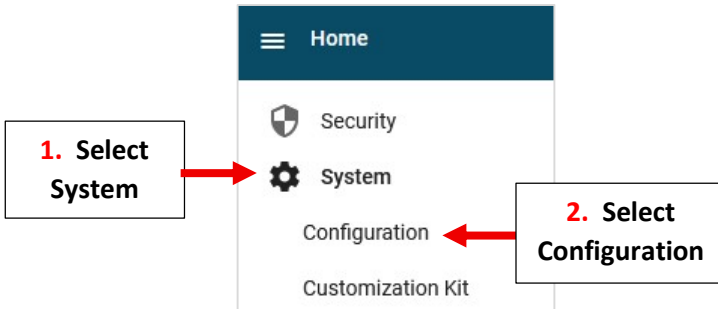 Home
Security
1. Select
System
System
Configuration
2. Select
Configuration
Customization Kit